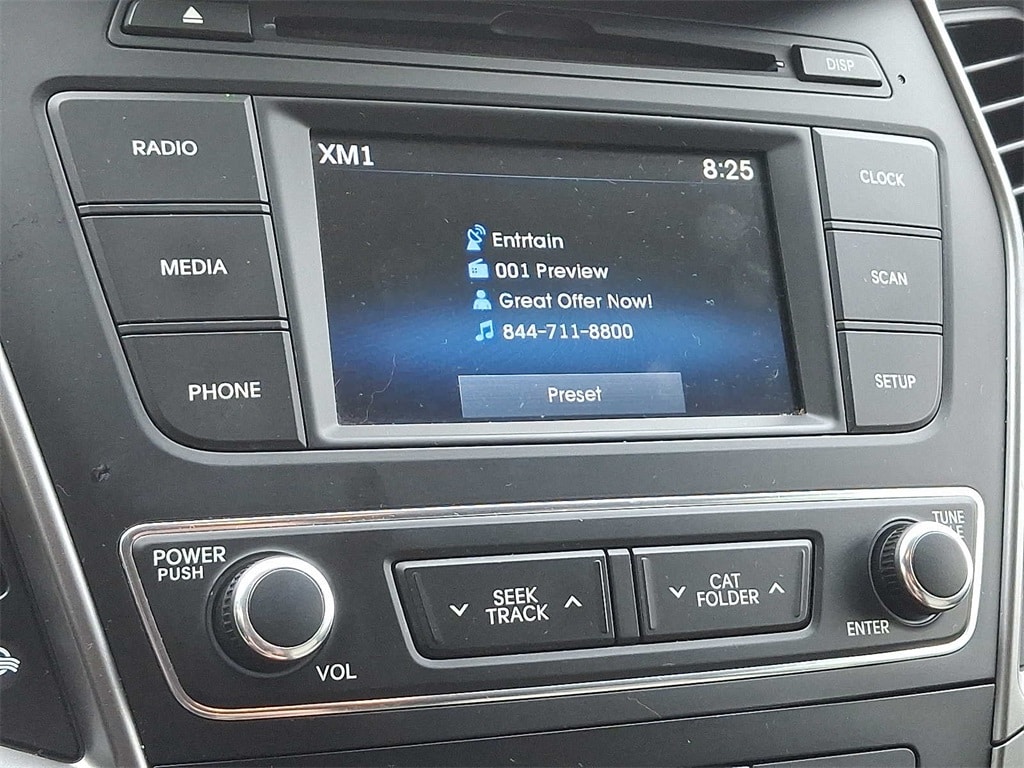 DISP
RADIO
MEDIA
PHONE
XM1
8:25
Entrtain
001 Preview
Great Offer Now!
844-711-8800
Preset
CLOCK
SCAN
SETUP
POWER
PUSH
VOL
SEEK
TRACK
CAT
FOLDER
TUNE
ENTER